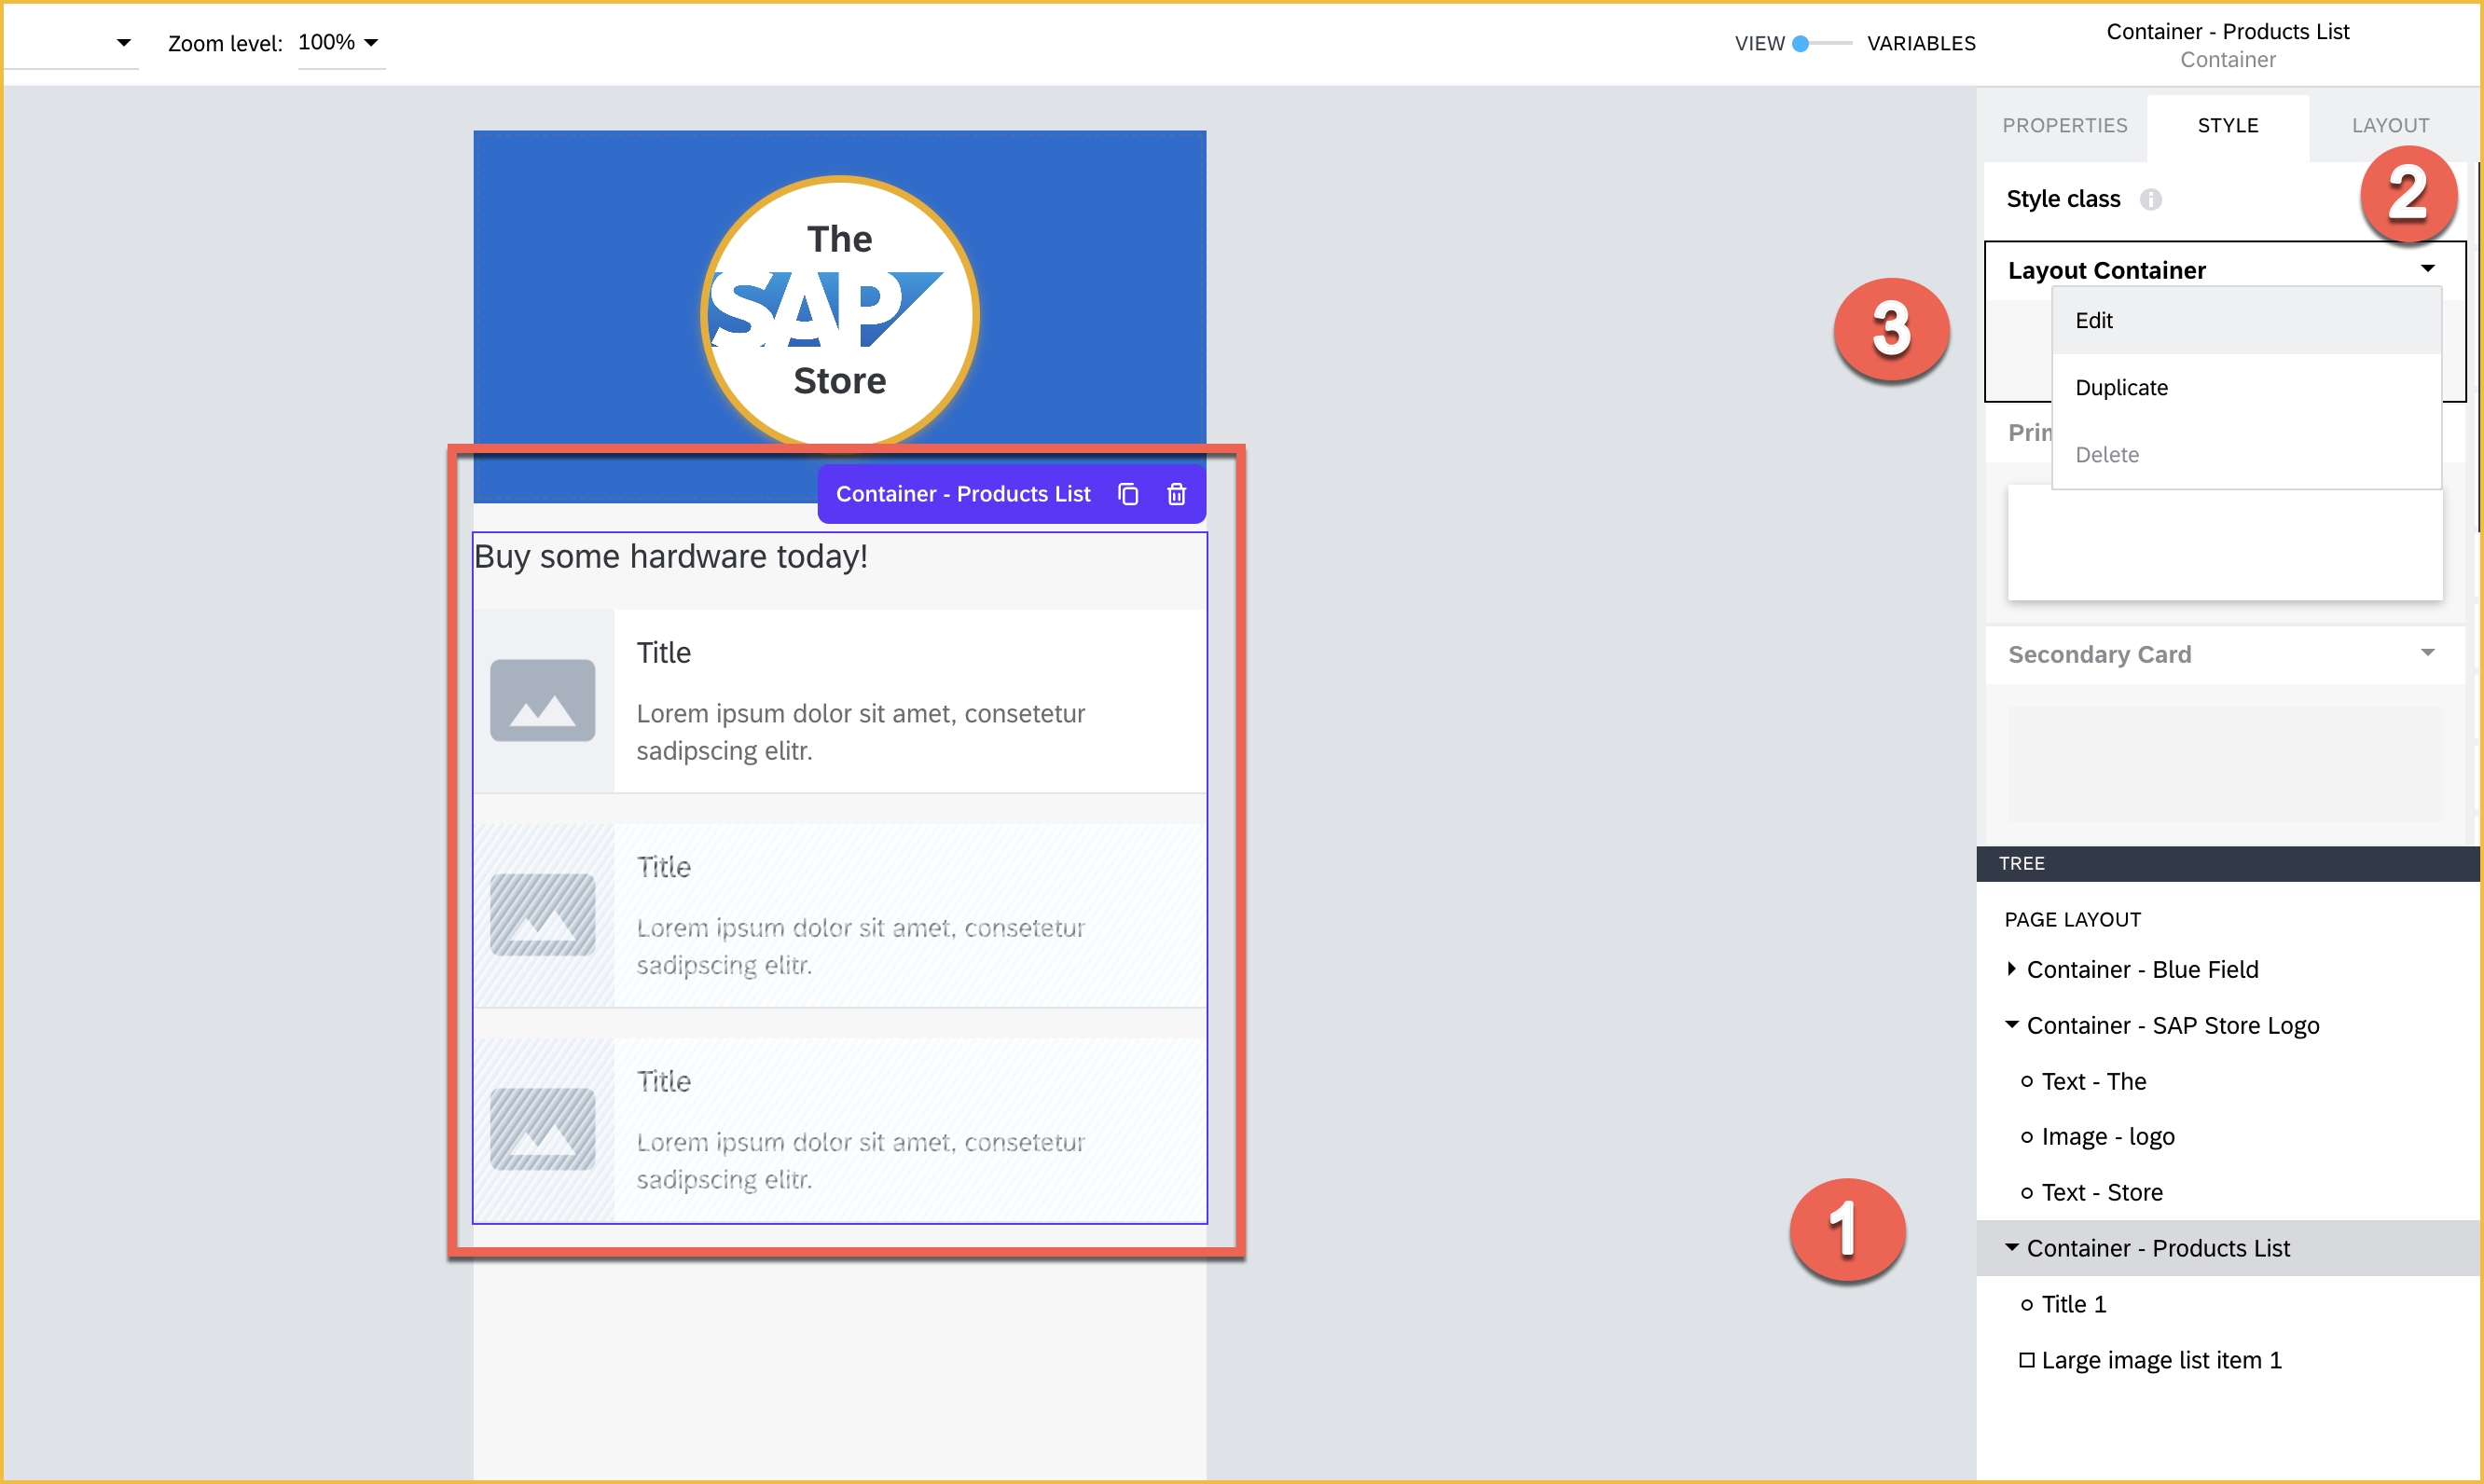 Zoom level: 100%
VIEW VARIABLES
Container - Products List
Container
PROPERTIES STYLE LAYOUT
Style class
2
Layout Container
3
Edit
Duplicate
Delete
Secondary Card
The
SAP
Store
Container - Products List
Buy some hardware today!
Title
Lorem ipsum dolor sit amet, consetetur
sadipscing elitr.
Title
Lorem ipsum dolor sit amet, consetetur
sadipscing elitr.
Title
Lorem ipsum dolor sit amet, consetetur
sadipscing elitr.
TREE
PAGE LAYOUT
Container - Blue Field
Container - SAP Store Logo
Text - The
Image - logo
Text - Store
1
Container - Products List
Title 1
Large image list item 1